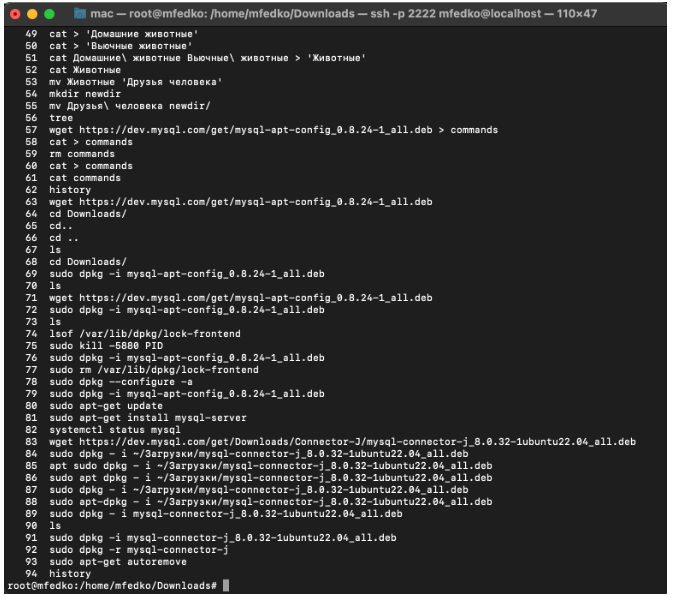 mac — root@mfedko: /home/mfedko/Downloads — ssh -p 2222 mfedko@localhost — 110×47
49 cat > 'Домашние животные'
50 cat > 'Вьючные животные'
51 cat Домашние\ животные Вьючные\ животные > 'Животные'
52 cat Животные
53 mv Животные 'Друзья человека'
54 mkdir newdir
55 mv Друзья\ человека newdir/
56 tree
57 wget https://dev.mysql.com/get/mysql-apt-config_0.8.24-1_all.deb > commands
58 cat > commands
59 rm commands
60 cat > commands
61 cat commands
62 history
63 wget https://dev.mysql.com/get/mysql-apt-config_0.8.24-1_all.deb
64 cd Downloads/
65 cd..
66 cd ..
67 ls
68 cd Downloads/
69 sudo dpkg -i mysql-apt-config_0.8.24-1_all.deb
70 ls
71 wget https://dev.mysql.com/get/mysql-apt-config_0.8.24-1_all.deb
72 sudo dpkg -i mysql-apt-config_0.8.24-1_all.deb
73 ls
74 lsof /var/lib/dpkg/lock-frontend
75 sudo kill -5880 PID
76 sudo dpkg -i mysql-apt-config_0.8.24-1_all.deb
77 sudo rm /var/lib/dpkg/lock-frontend
78 sudo dpkg --configure -a
79 sudo dpkg -i mysql-apt-config_0.8.24-1_all.deb
80 sudo apt-get update
81 sudo apt-get install mysql-server
82 systemctl status mysql
83 wget https://dev.mysql.com/get/Downloads/Connector-J/mysql-connector-j_8.0.32-1ubuntu22.04_all.deb
84 sudo dpkg - i ~/Загрузки/mysql-connector-j_8.0.32-1ubuntu22.04_all.deb
85 apt sudo dpkg - i ~/Загрузки/mysql-connector-j_8.0.32-1ubuntu22.04_all.deb
86 sudo apt dpkg - i ~/Загрузки/mysql-connector-j_8.0.32-1ubuntu22.04_all.deb
87 sudo dpkg - i ~/Загрузки/mysql-connector-j_8.0.32-1ubuntu22.04_all.deb
88 sudo apt-dpkg - i ~/Загрузки/mysql-connector-j_8.0.32-1ubuntu22.04_all.deb
89 sudo dpkg - i mysql-connector-j_8.0.32-1ubuntu22.04_all.deb
90 ls
91 sudo dpkg -i mysql-connector-j_8.0.32-1ubuntu22.04_all.deb
92 sudo dpkg -r mysql-connector-j
93 sudo apt-get autoremove
94 history
root@mfedko:/home/mfedko/Downloads#